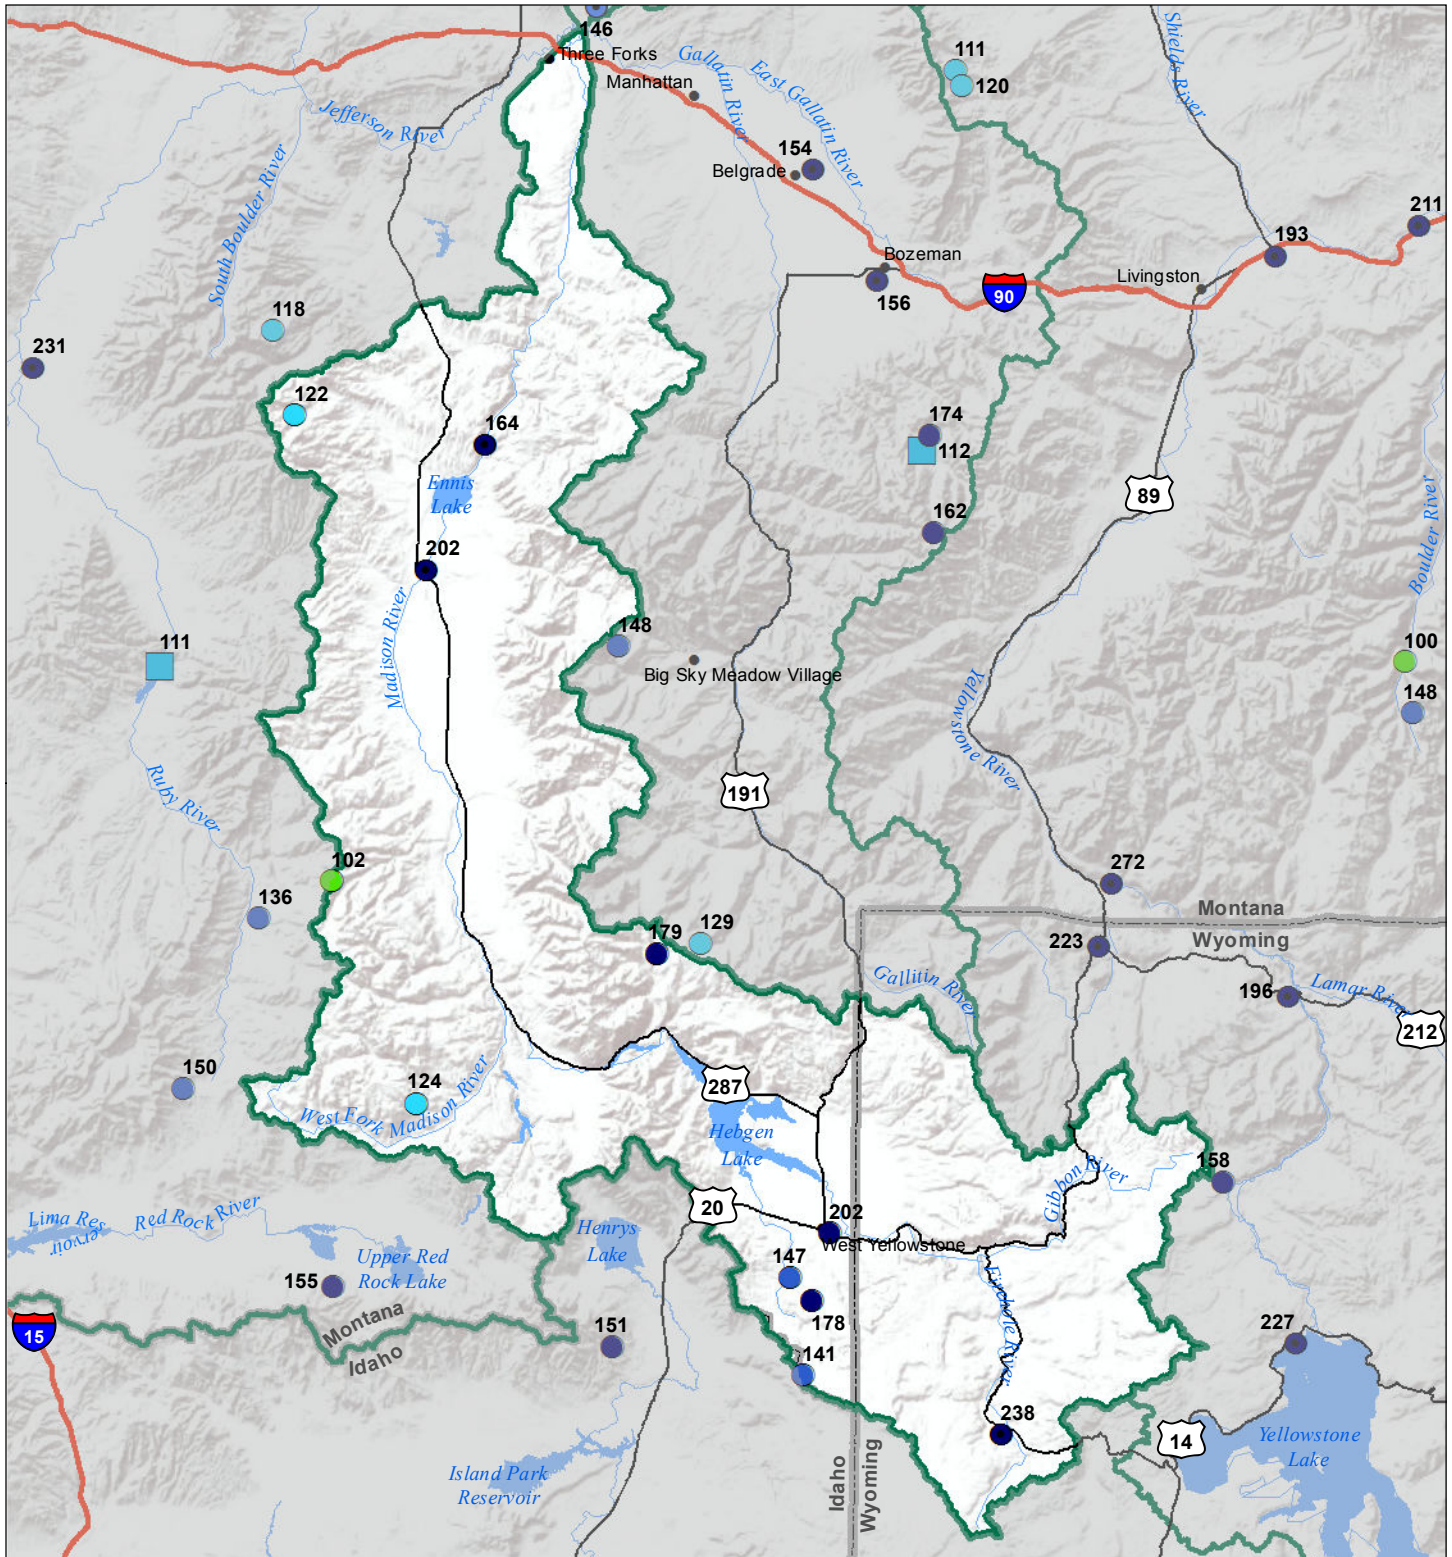 146
Three Forks
Manhattan
Gallatin River
East Gallatin River
111
120
Shields River
Jefferson River
154
Belgrade
South Boulder River
211
193
Bozeman
Livingston
156
90
118
231
122
164
174
112
89
Ennis
Lake
162
Boulder River
202
Madison River
148
111
Big Sky Meadow Village
100
148
Yellowstone River
Ruby River
191
102
136
272
Montana
Wyoming
179
129
223
Gallitin River
196
Lamar River
212
150
124
287
West Fork Madison River
Hebgen
Lake
Gibbon River
158
20
202
West Yellowstone
Lima Reservoir
Red Rock River
Henrys
Lake
Upper Red
Rock Lake
155
147
178
Firehole River
Montana
Idaho
15
151
141
227
238
14
Yellowstone
Lake
Island Park
Reservoir
Idaho
Wyoming